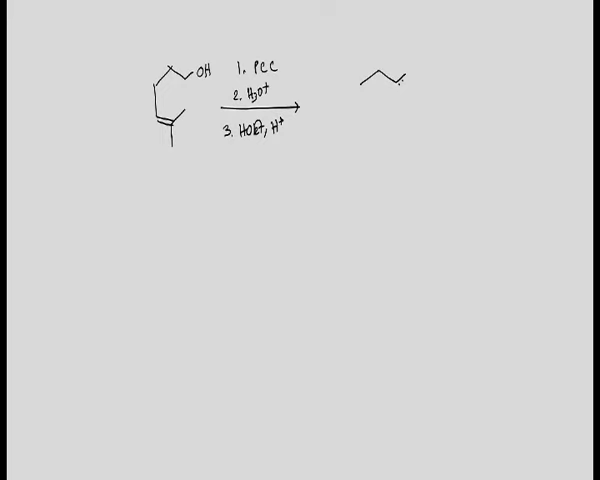 OH
1. PCC
2. H3O+
3. HOEt, H+